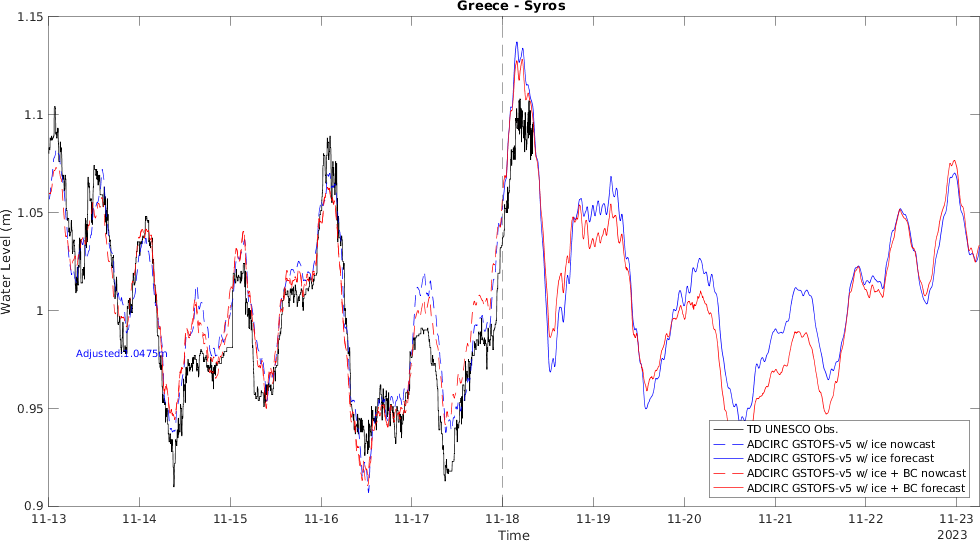 Greece - Syros
1.15
1.1
1.05
1
0.95
0.9
Water Level (m)
Adjusted:1.0475m
TD UNESCO Obs.
ADCIRC GSTOFS-v5 w/ ice nowcast
ADCIRC GSTOFS-v5 w/ ice forecast
ADCIRC GSTOFS-v5 w/ ice + BC nowcast
ADCIRC GSTOFS-v5 w/ ice + BC forecast
11-13 11-14 11-15 11-16 11-17 11-18 11-19 11-20 11-21 11-22 11-23
Time
2023